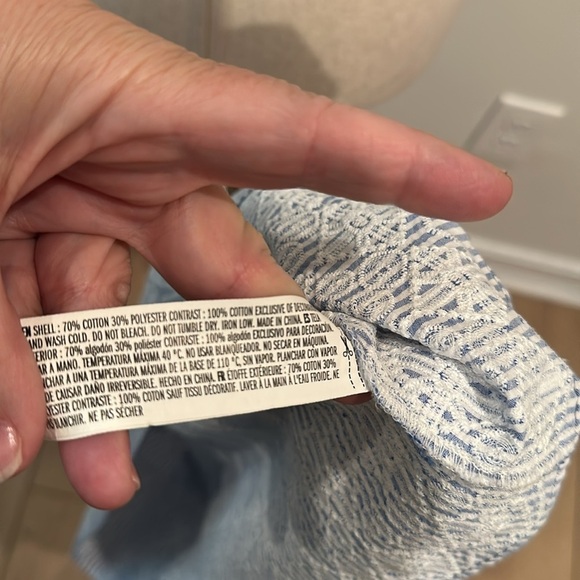 EN SHELL : 70% COTTON 30% POLYESTER CONTRAST : 100% COTTON EXCLUSIVE OF DECOR
AND WASH COLD. DO NOT BLEACH. DO NOT TUMBLE DRY. IRON LOW. MADE IN CHINA. ES TELA
ERIOR : 70% algodón 30% poliéster CONTRASTE : 100% algodón EXCLUSIVO PARA DECORACIÓN.
R A MANO. TEMPERATURA MÁXIMA 40 °C. NO USAR BLANQUEADOR. NO SECAR EN MÁQUINA.
NCHAR A UNA TEMPERATURA MÁXIMA DE LA BASE DE 110 °C, SIN VAPOR. PLANCHAR CON VAPOR
DE CAUSAR DAÑO IRREVERSIBLE. HECHO EN CHINA. FR ÉTOFFE EXTÉRIEURE : 70% COTON 30%
LYESTER CONTRASTE : 100% COTON SAUF TISSU DÉCORATIF. LAVER À LA MAIN À L'EAU FROIDE. NE
BLANCHIR. NE PAS SÉCHER